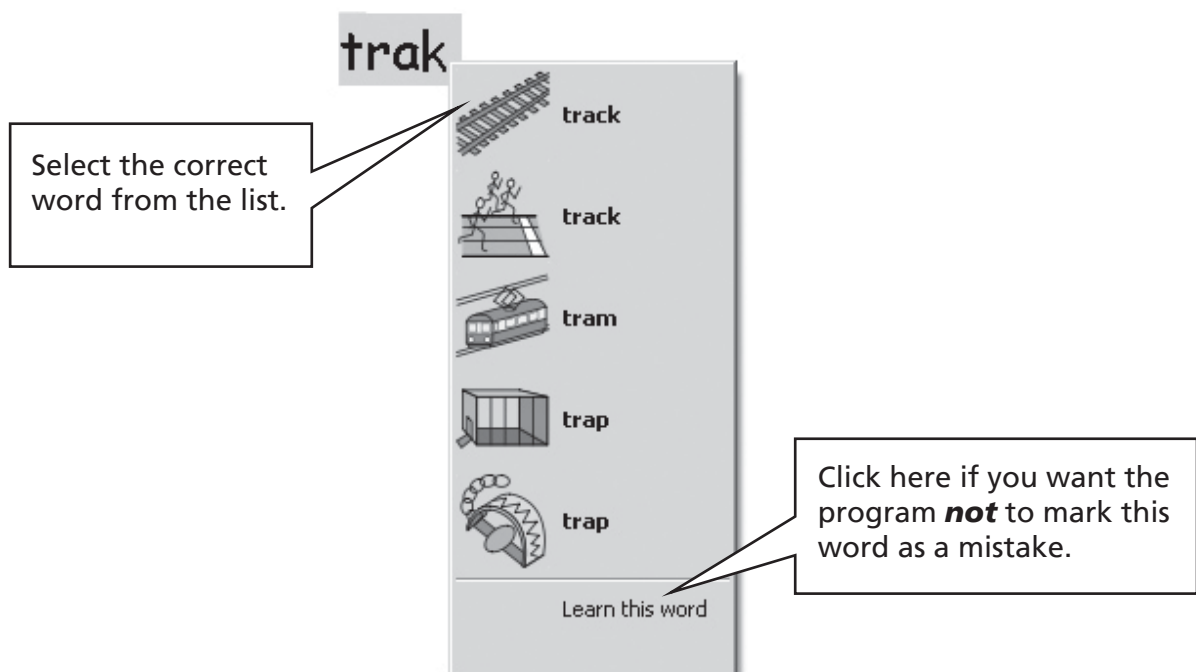 trak
Select the correct
word from the list.
track
track
tram
trap
trap
Click here if you want the
program not to mark this
word as a mistake.
Learn this word